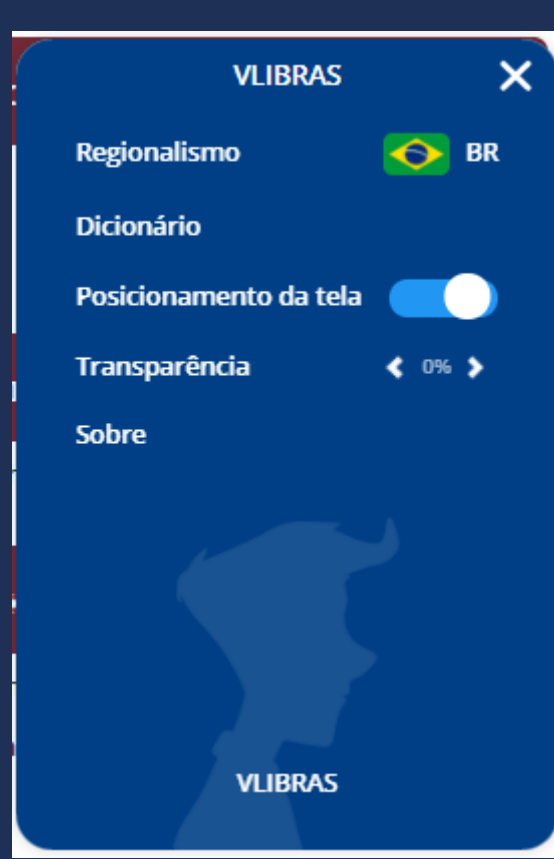 VLIBRAS
Regionalismo BR
Dicionário
Posicionamento da tela
Transparência 0%
Sobre
VLIBRAS